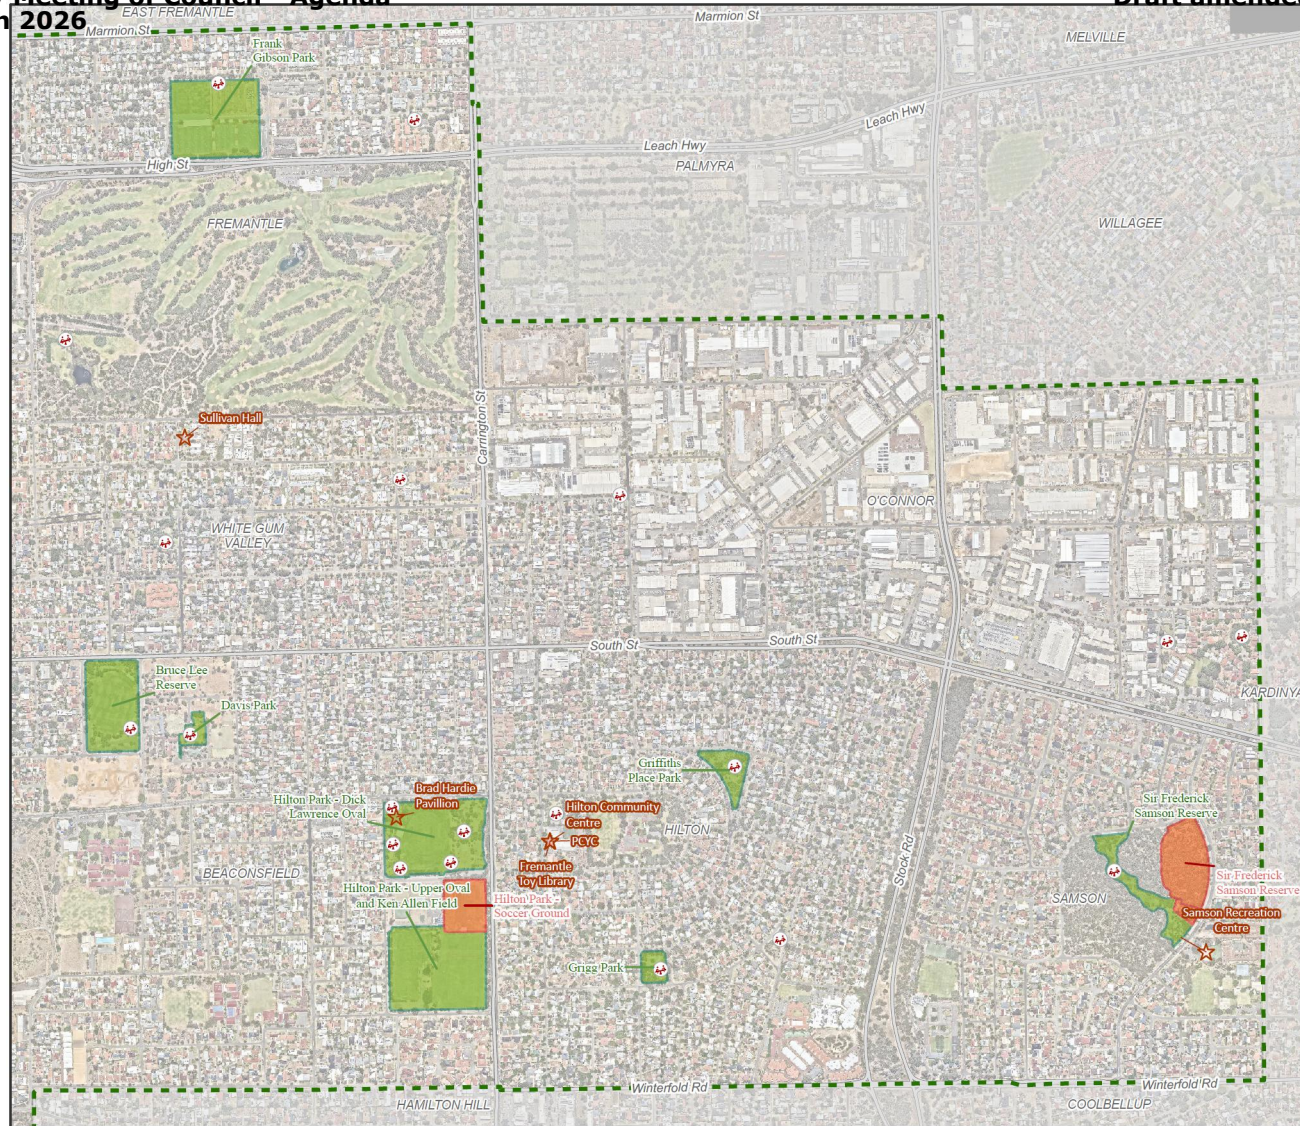 Meeting of Council - Agenda
Draft amended
2026
EAST FREMANTLE
Marmion St
Marmion St
MELVILLE
Frank
Gibson Park
Leach Hwy
Leach Hwy
High St
PALMYRA
FREMANTLE
WILLAGEE
Carrington St
Sullivan Hall
O'CONNOR
WHITE GUM
VALLEY
South St
South St
Bruce Lee
Reserve
Davis Park
KARDINYA
Griffiths
Place Park
Brad Hardie
Pavillion
Hilton Park - Dick
Lawrence Oval
Hilton Community
Centre
PCYC
Fremantle
Toy Library
HILTON
Sir Frederick
Samson Reserve
Stock Rd
BEACONSFIELD
Hilton Park - Upper Oval
and Ken Allen Field
Hilton Park -
Soccer Ground
SAMSON
Sir Frederick
Samson Reserve
Samson Recreation
Centre
Grigg Park
Winterfold Rd
Winterfold Rd
HAMILTON HILL
COOLBELLUP